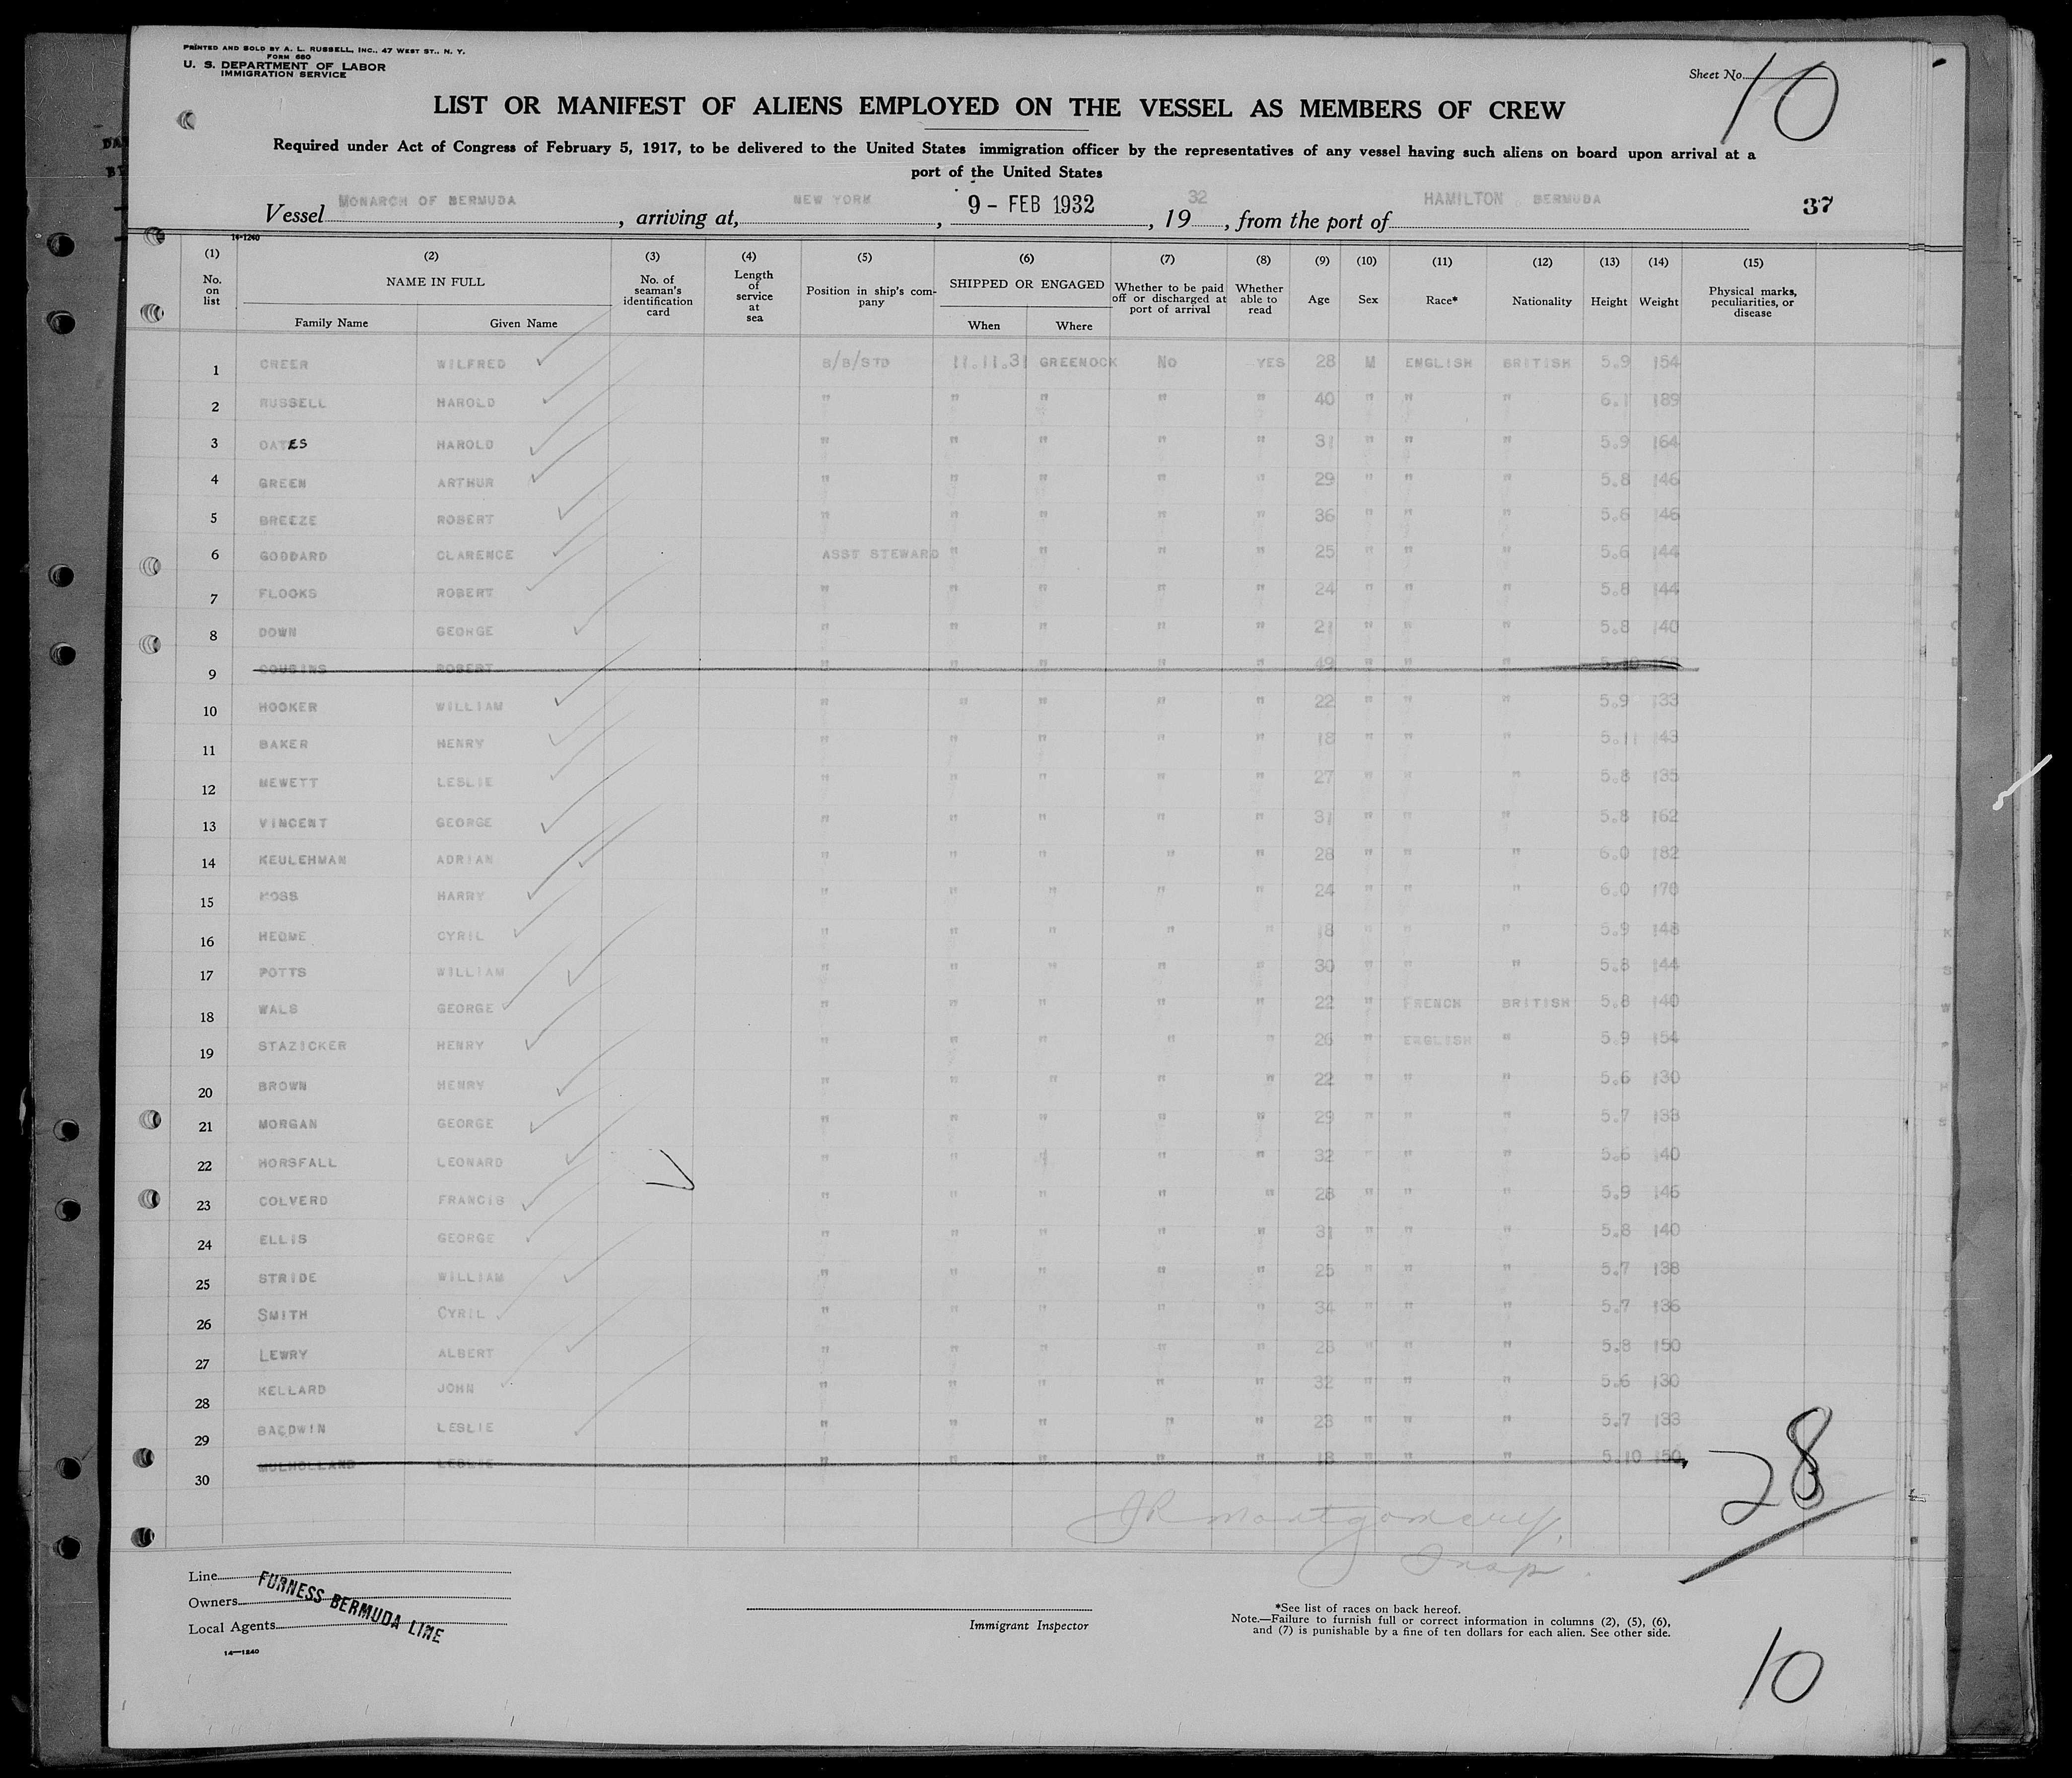 PRINTED AND SOLD BY A. L. RUSSELL, INC., 47 WEST ST., N. Y.
FORM 680
U. S. DEPARTMENT OF LABOR
IMMIGRATION SERVICE
Sheet No. 10
LIST OR MANIFEST OF ALIENS EMPLOYED ON THE VESSEL AS MEMBERS OF CREW
Required under Act of Congress of February 5, 1917, to be delivered to the United States immigration officer by the representatives of any vessel having such aliens on board upon arrival at a
port of the United States
Vessel MONARCH OF BERMUDA, arriving at, NEW YORK, 9 - FEB 1932, 19 32, from the port of HAMILTON, BERMUDA 37
14-1240
(1) (2) (3) (4) (5) (6) (7) (8) (9) (10) (11) (12) (13) (14) (15)
No. on list NAME IN FULL Family Name Given Name No. of seaman's identification card Length of service at sea Position in ship's company SHIPPED OR ENGAGED When Where Whether to be paid off or discharged at port of arrival Whether able to read Age Sex Race* Nationality Height Weight Physical marks, peculiarities, or disease
1 GREER WILFRED B/B/STD 11.11.31 GREENOCK NO YES 28 M ENGLISH BRITISH 5.9 154
2 RUSSELL HAROLD " " " " " 40 " " " 6.1 189
3 OATES HAROLD " " " " " 31 " " " 5.9 164
4 GREEN ARTHUR " " " " " 29 " " " 5.8 146
5 BREEZE ROBERT " " " " " 36 " " " 5.6 146
6 GODDARD CLARENCE ASST STEWARD " " " " 25 " " " 5.6 144
7 FLOOKS ROBERT " " " " " 24 " " " 5.8 144
8 DOWN GEORGE " " " " " 21 " " " 5.8 140
9 COUSINS ROBERT " " " " " 49 " " "
10 HOOKER WILLIAM " " " " " 22 " " " 5.9 133
11 BAKER HENRY " " " " " 18 " " " 5.11 143
12 MEWETT LESLIE " " " " " 27 " " " 5.8 135
13 VINCENT GEORGE " " " " " 31 " " " 5.8 162
14 KEULEHMAN ADRIAN " " " " " 28 " " " 6.0 182
15 MOSS HARRY " " " " " 24 " " " 6.0 170
16 HEOME CYRIL " " " " " 18 " " " 5.9 148
17 POTTS WILLIAM " " " " " 30 " " " 5.8 144
18 WALS GEORGE " " " " " 22 " FRENCH BRITISH 5.8 140
19 STAZICKER HENRY " " " " " 26 " ENGLISH " 5.9 154
20 BROWN HENRY " " " " " 22 " " " 5.6 130
21 MORGAN GEORGE " " " " " 29 " " " 5.7 133
22 HORSFALL LEONARD " " " " " 32 " " " 5.6 140
23 COLVERD FRANCIS " " " " " 28 " " " 5.9 146
24 ELLIS GEORGE " " " " " 31 " " " 5.8 140
25 STRIDE WILLIAM " " " " " 25 " " " 5.7 138
26 SMITH CYRIL " " " " " 34 " " " 5.7 136
27 LEWRY ALBERT " " " " " 23 " " " 5.8 150
28 KELLARD JOHN " " " " " 32 " " " 5.6 130
29 BALDWIN LESLIE " " " " " 23 " " " 5.7 133
30 MULHOLLAND LESLIE " " " " " 18 " " " 5.10 150
28
JR Montgomery
Insp.
Line
Owners
Local Agents
FURNESS BERMUDA LINE
14-1240
Immigrant Inspector
*See list of races on back hereof.
Note.—Failure to furnish full or correct information in columns (2), (5), (6),
and (7) is punishable by a fine of ten dollars for each alien. See other side.
10